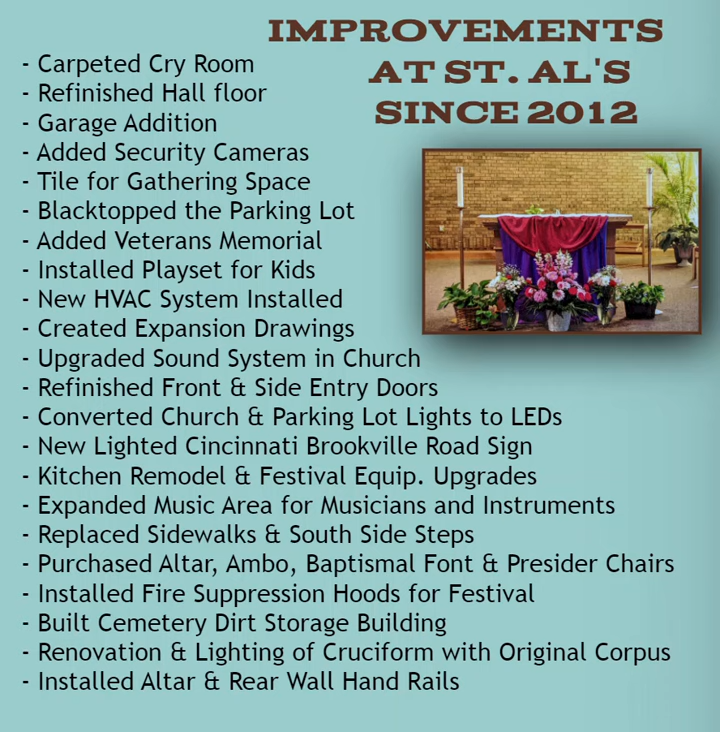 IMPROVEMENTS
AT ST. AL'S
SINCE 2012
- Carpeted Cry Room
- Refinished Hall floor
- Garage Addition
- Added Security Cameras
- Tile for Gathering Space
- Blacktopped the Parking Lot
- Added Veterans Memorial
- Installed Playset for Kids
- New HVAC System Installed
- Created Expansion Drawings
- Upgraded Sound System in Church
- Refinished Front & Side Entry Doors
- Converted Church & Parking Lot Lights to LEDs
- New Lighted Cincinnati Brookville Road Sign
- Kitchen Remodel & Festival Equip. Upgrades
- Expanded Music Area for Musicians and Instruments
- Replaced Sidewalks & South Side Steps
- Purchased Altar, Ambo, Baptismal Font & Presider Chairs
- Installed Fire Suppression Hoods for Festival
- Built Cemetery Dirt Storage Building
- Renovation & Lighting of Cruciform with Original Corpus
- Installed Altar & Rear Wall Hand Rails